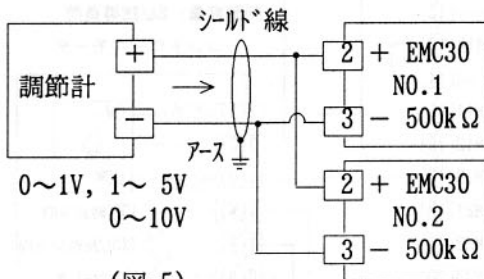 シールド線
+
調節計
→
−
アース
0〜1V, 1〜 5V
0〜10V
2 + EMC30
NO.1
3 − 500kΩ
2 + EMC30
NO.2
3 − 500kΩ
(図 5)